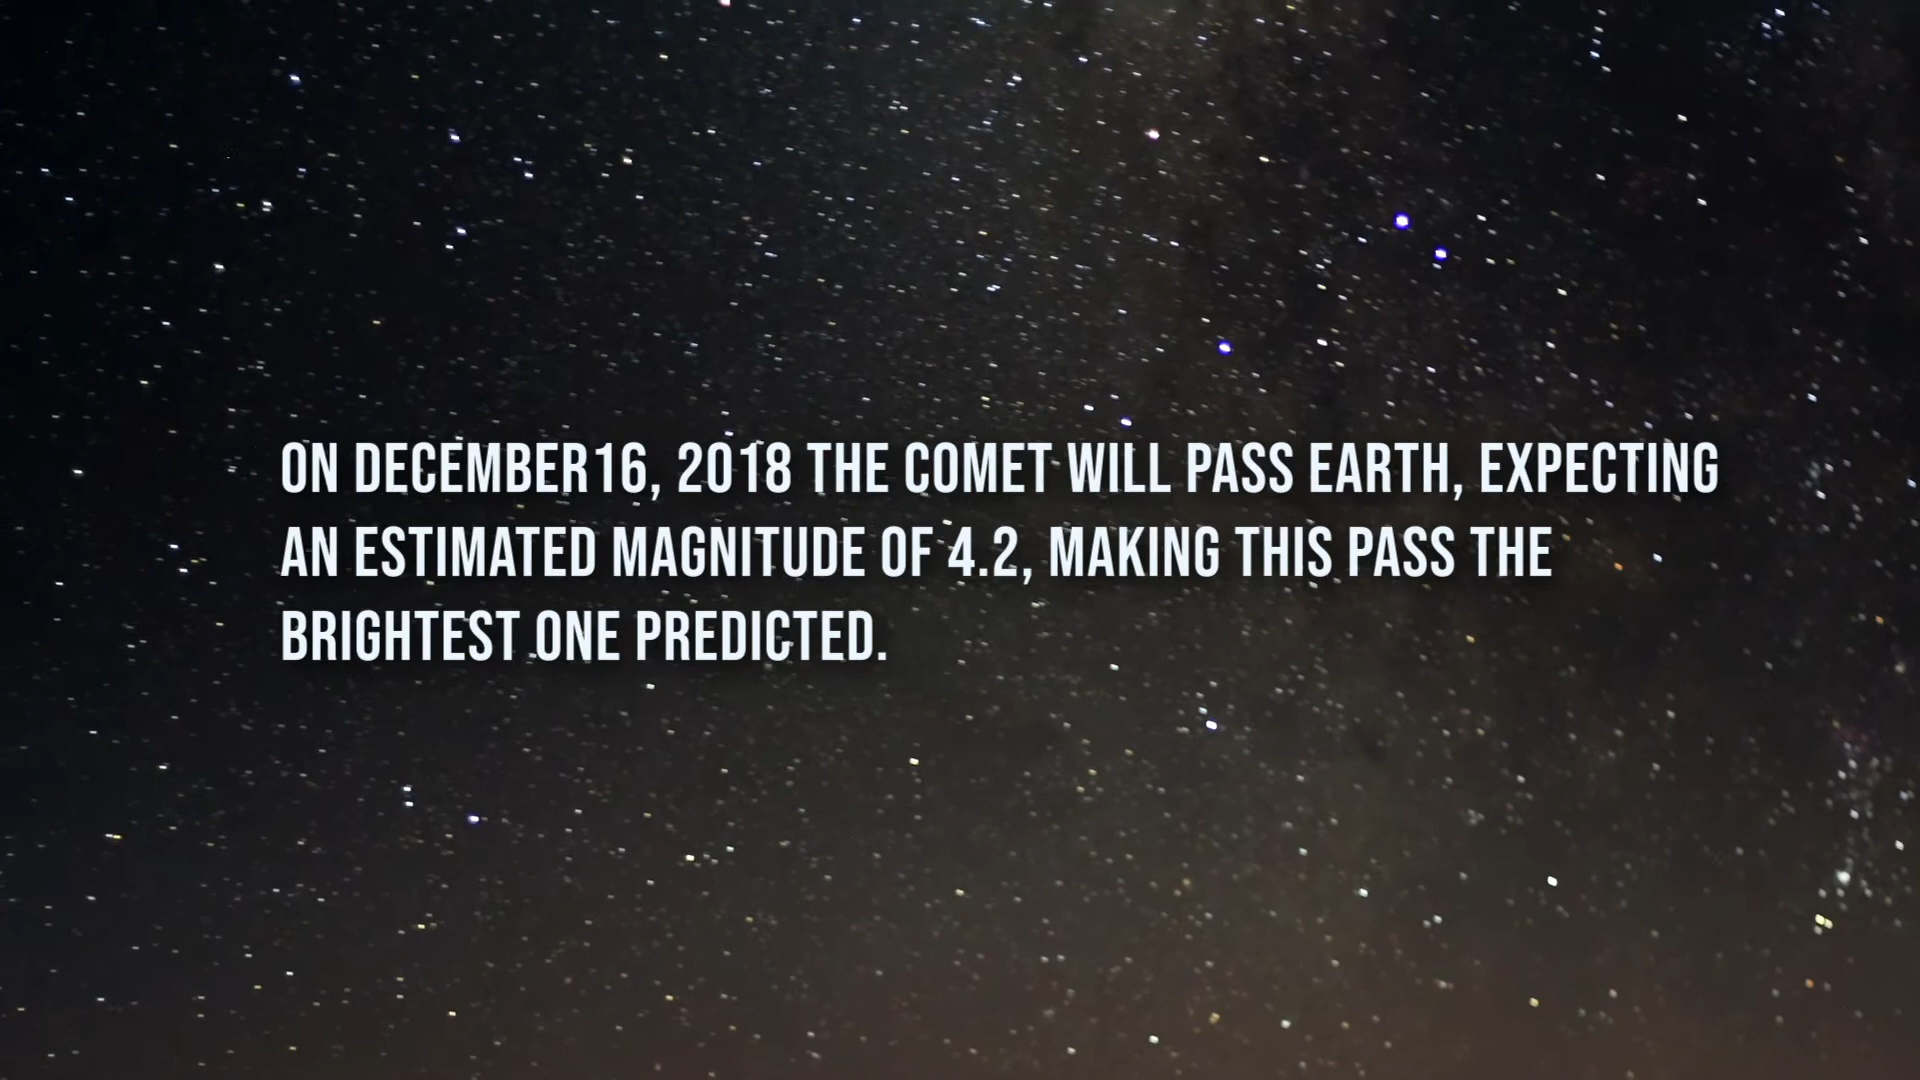 ON DECEMBER16, 2018 THE COMET WILL PASS EARTH, EXPECTING
AN ESTIMATED MAGNITUDE OF 4.2, MAKING THIS PASS THE
BRIGHTEST ONE PREDICTED.